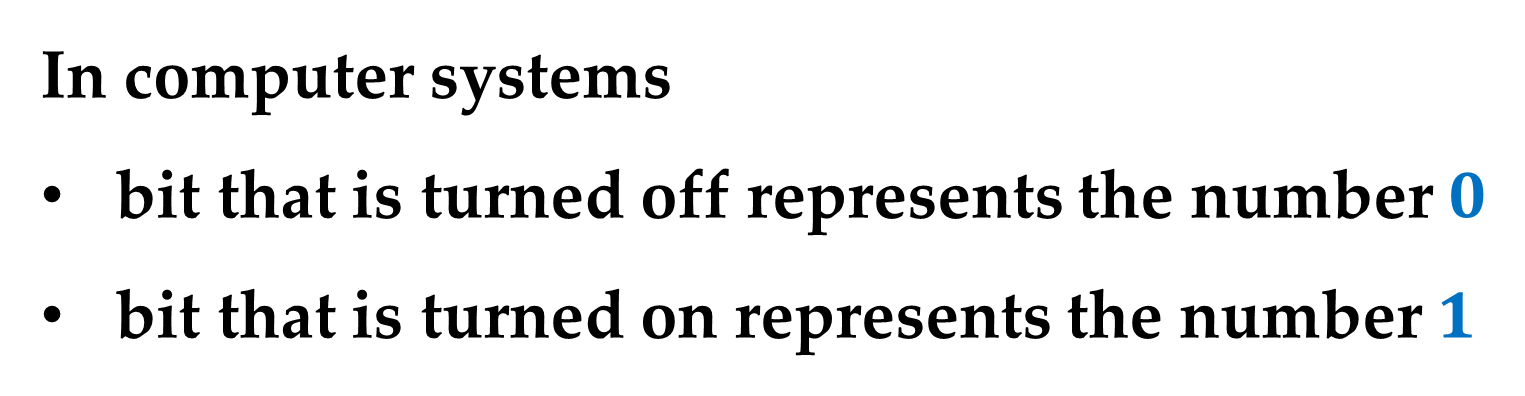 In computer systems
• bit that is turned off represents the number 0
• bit that is turned on represents the number 1